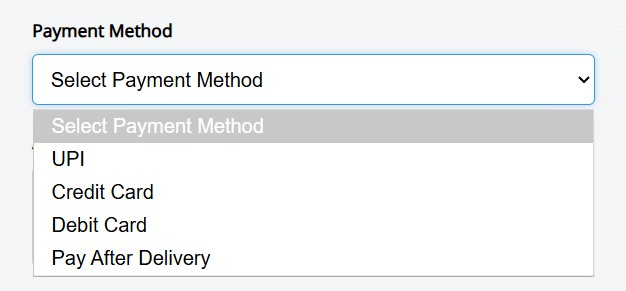 Payment Method
Select Payment Method
Select Payment Method
UPI
Credit Card
Debit Card
Pay After Delivery